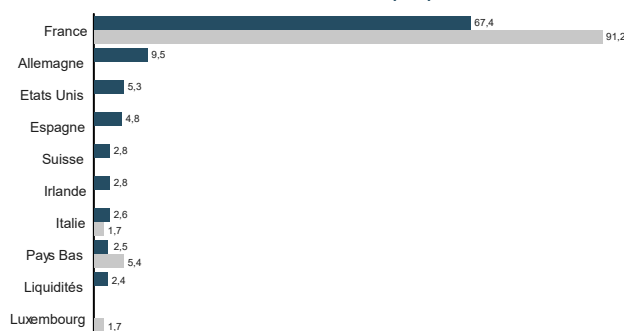 France 67,4
91,2
Allemagne 9,5
Etats Unis 5,3
Espagne 4,8
Suisse 2,8
Irlande 2,8
Italie 2,6
1,7
Pays Bas 2,5
5,4
Liquidités 2,4
Luxembourg 1,7